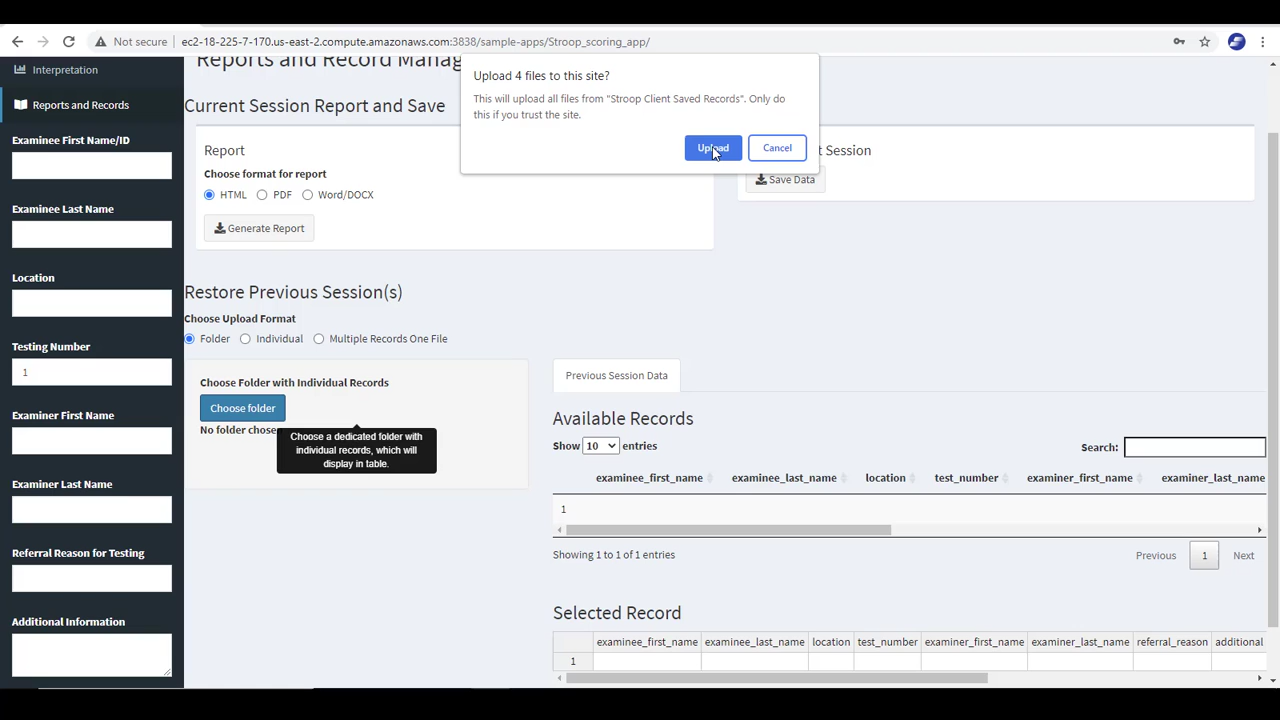 Not secure
ec2-18-225-7-170.us-east-2.compute.amazonaws.com:3838/sample-apps/Stroop_scoring_app/
Interpretation
Reports and Records
Examinee First Name/ID
Examinee Last Name
Location
Testing Number
1
Examiner First Name
Examiner Last Name
Referral Reason for Testing
Additional Information
Reports and Record Manag
Current Session Report and Save
Upload 4 files to this site?
This will upload all files from "Stroop Client Saved Records". Only do
this if you trust the site.
Upload
Cancel
Report
Choose format for report
HTML
PDF
Word/DOCX
Generate Report
t Session
Save Data
Restore Previous Session(s)
Choose Upload Format
Folder
Individual
Multiple Records One File
Choose Folder with Individual Records
Choose folder
No folder chose
Choose a dedicated folder with
individual records, which will
display in table.
Previous Session Data
Available Records
Show 10 entries
Search:
examinee_first_name examinee_last_name location test_number examiner_first_name examiner_last_name
1
Showing 1 to 1 of 1 entries
Previous 1 Next
Selected Record
examinee_first_name examinee_last_name location test_number examiner_first_name examiner_last_name referral_reason additional
1